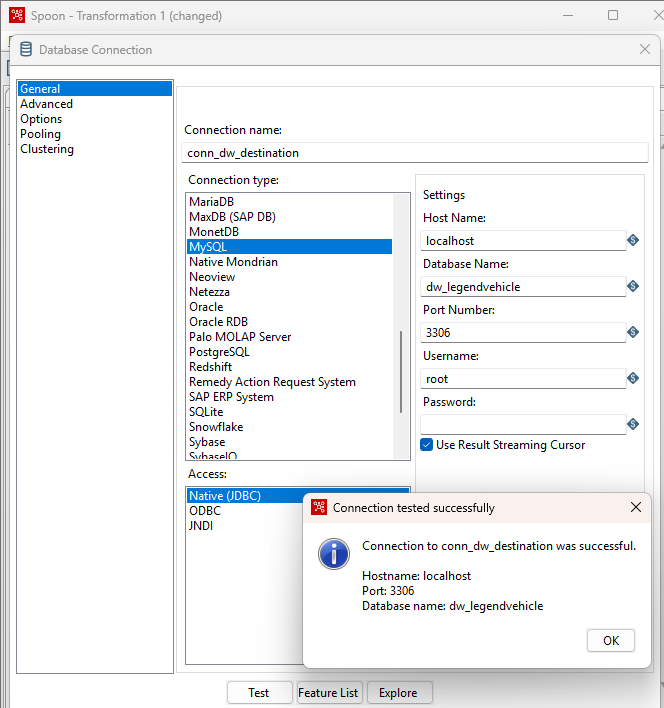 Spoon - Transformation 1 (changed)
Database Connection
General
Advanced
Options
Pooling
Clustering
Connection name:
conn_dw_destination
Connection type:
MariaDB
MaxDB (SAP DB)
MonetDB
MySQL
Native Mondrian
Neoview
Netezza
Oracle
Oracle RDB
Palo MOLAP Server
PostgreSQL
Redshift
Remedy Action Request System
SAP ERP System
SQLite
Snowflake
Sybase
SybaseIQ
Settings
Host Name:
localhost
Database Name:
dw_legendvehicle
Port Number:
3306
Username:
root
Password:
Use Result Streaming Cursor
Access:
Native (JDBC)
ODBC
JNDI
Connection tested successfully
Connection to conn_dw_destination was successful.
Hostname: localhost
Port: 3306
Database name: dw_legendvehicle
OK
Test
Feature List
Explore